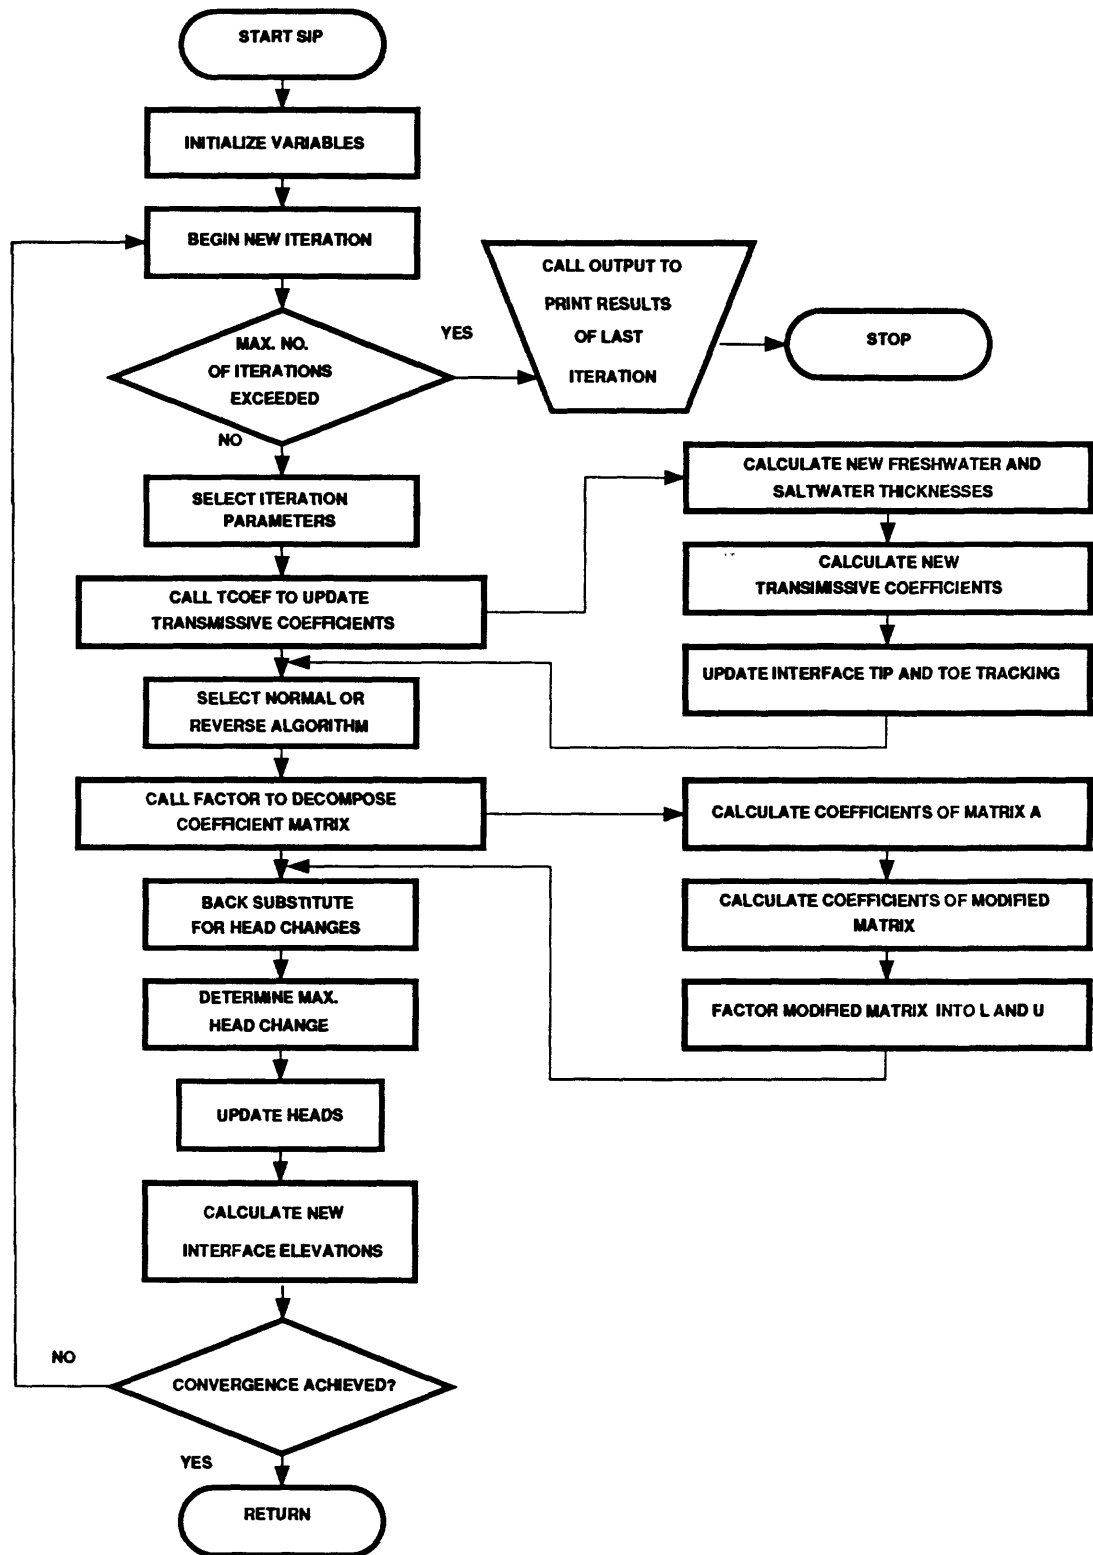 START SIP
INITIALIZE VARIABLES
BEGIN NEW ITERATION
MAX. NO.
OF ITERATIONS
EXCEEDED
YES
CALL OUTPUT TO
PRINT RESULTS
OF LAST
ITERATION
STOP
NO
SELECT ITERATION
PARAMETERS
CALL TCOEF TO UPDATE
TRANSMISSIVE COEFFICIENTS
CALCULATE NEW FRESHWATER AND
SALTWATER THICKNESSES
CALCULATE NEW
TRANSIMISSIVE COEFFICIENTS
UPDATE INTERFACE TIP AND TOE TRACKING
SELECT NORMAL OR
REVERSE ALGORITHM
CALL FACTOR TO DECOMPOSE
COEFFICIENT MATRIX
CALCULATE COEFFICIENTS OF MATRIX A
CALCULATE COEFFICIENTS OF MODIFIED
MATRIX
FACTOR MODIFIED MATRIX INTO L AND U
BACK SUBSTITUTE
FOR HEAD CHANGES
DETERMINE MAX.
HEAD CHANGE
UPDATE HEADS
CALCULATE NEW
INTERFACE ELEVATIONS
NO
CONVERGENCE ACHIEVED?
YES
RETURN